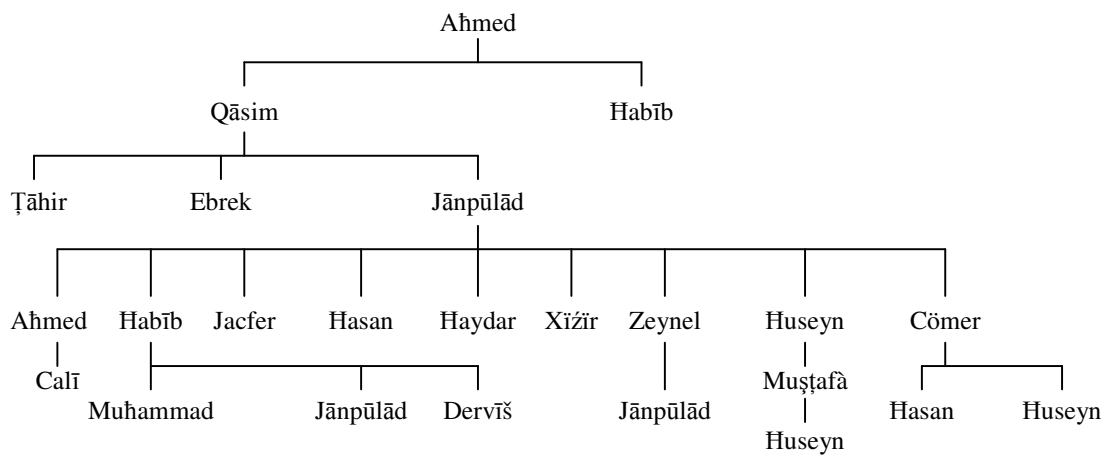 Aħmed
Qāsim Ħabīb
Ṭāhir Ebrek Jānpūlād
Aħmed Ħabīb Jacfer Ħasan Ħaydar Xïźïr Zeynel Ħuseyn Cömer
Calī Muṣṭafà
Muħammad Jānpūlād Dervīš Jānpūlād Ħasan Ħuseyn
Ħuseyn